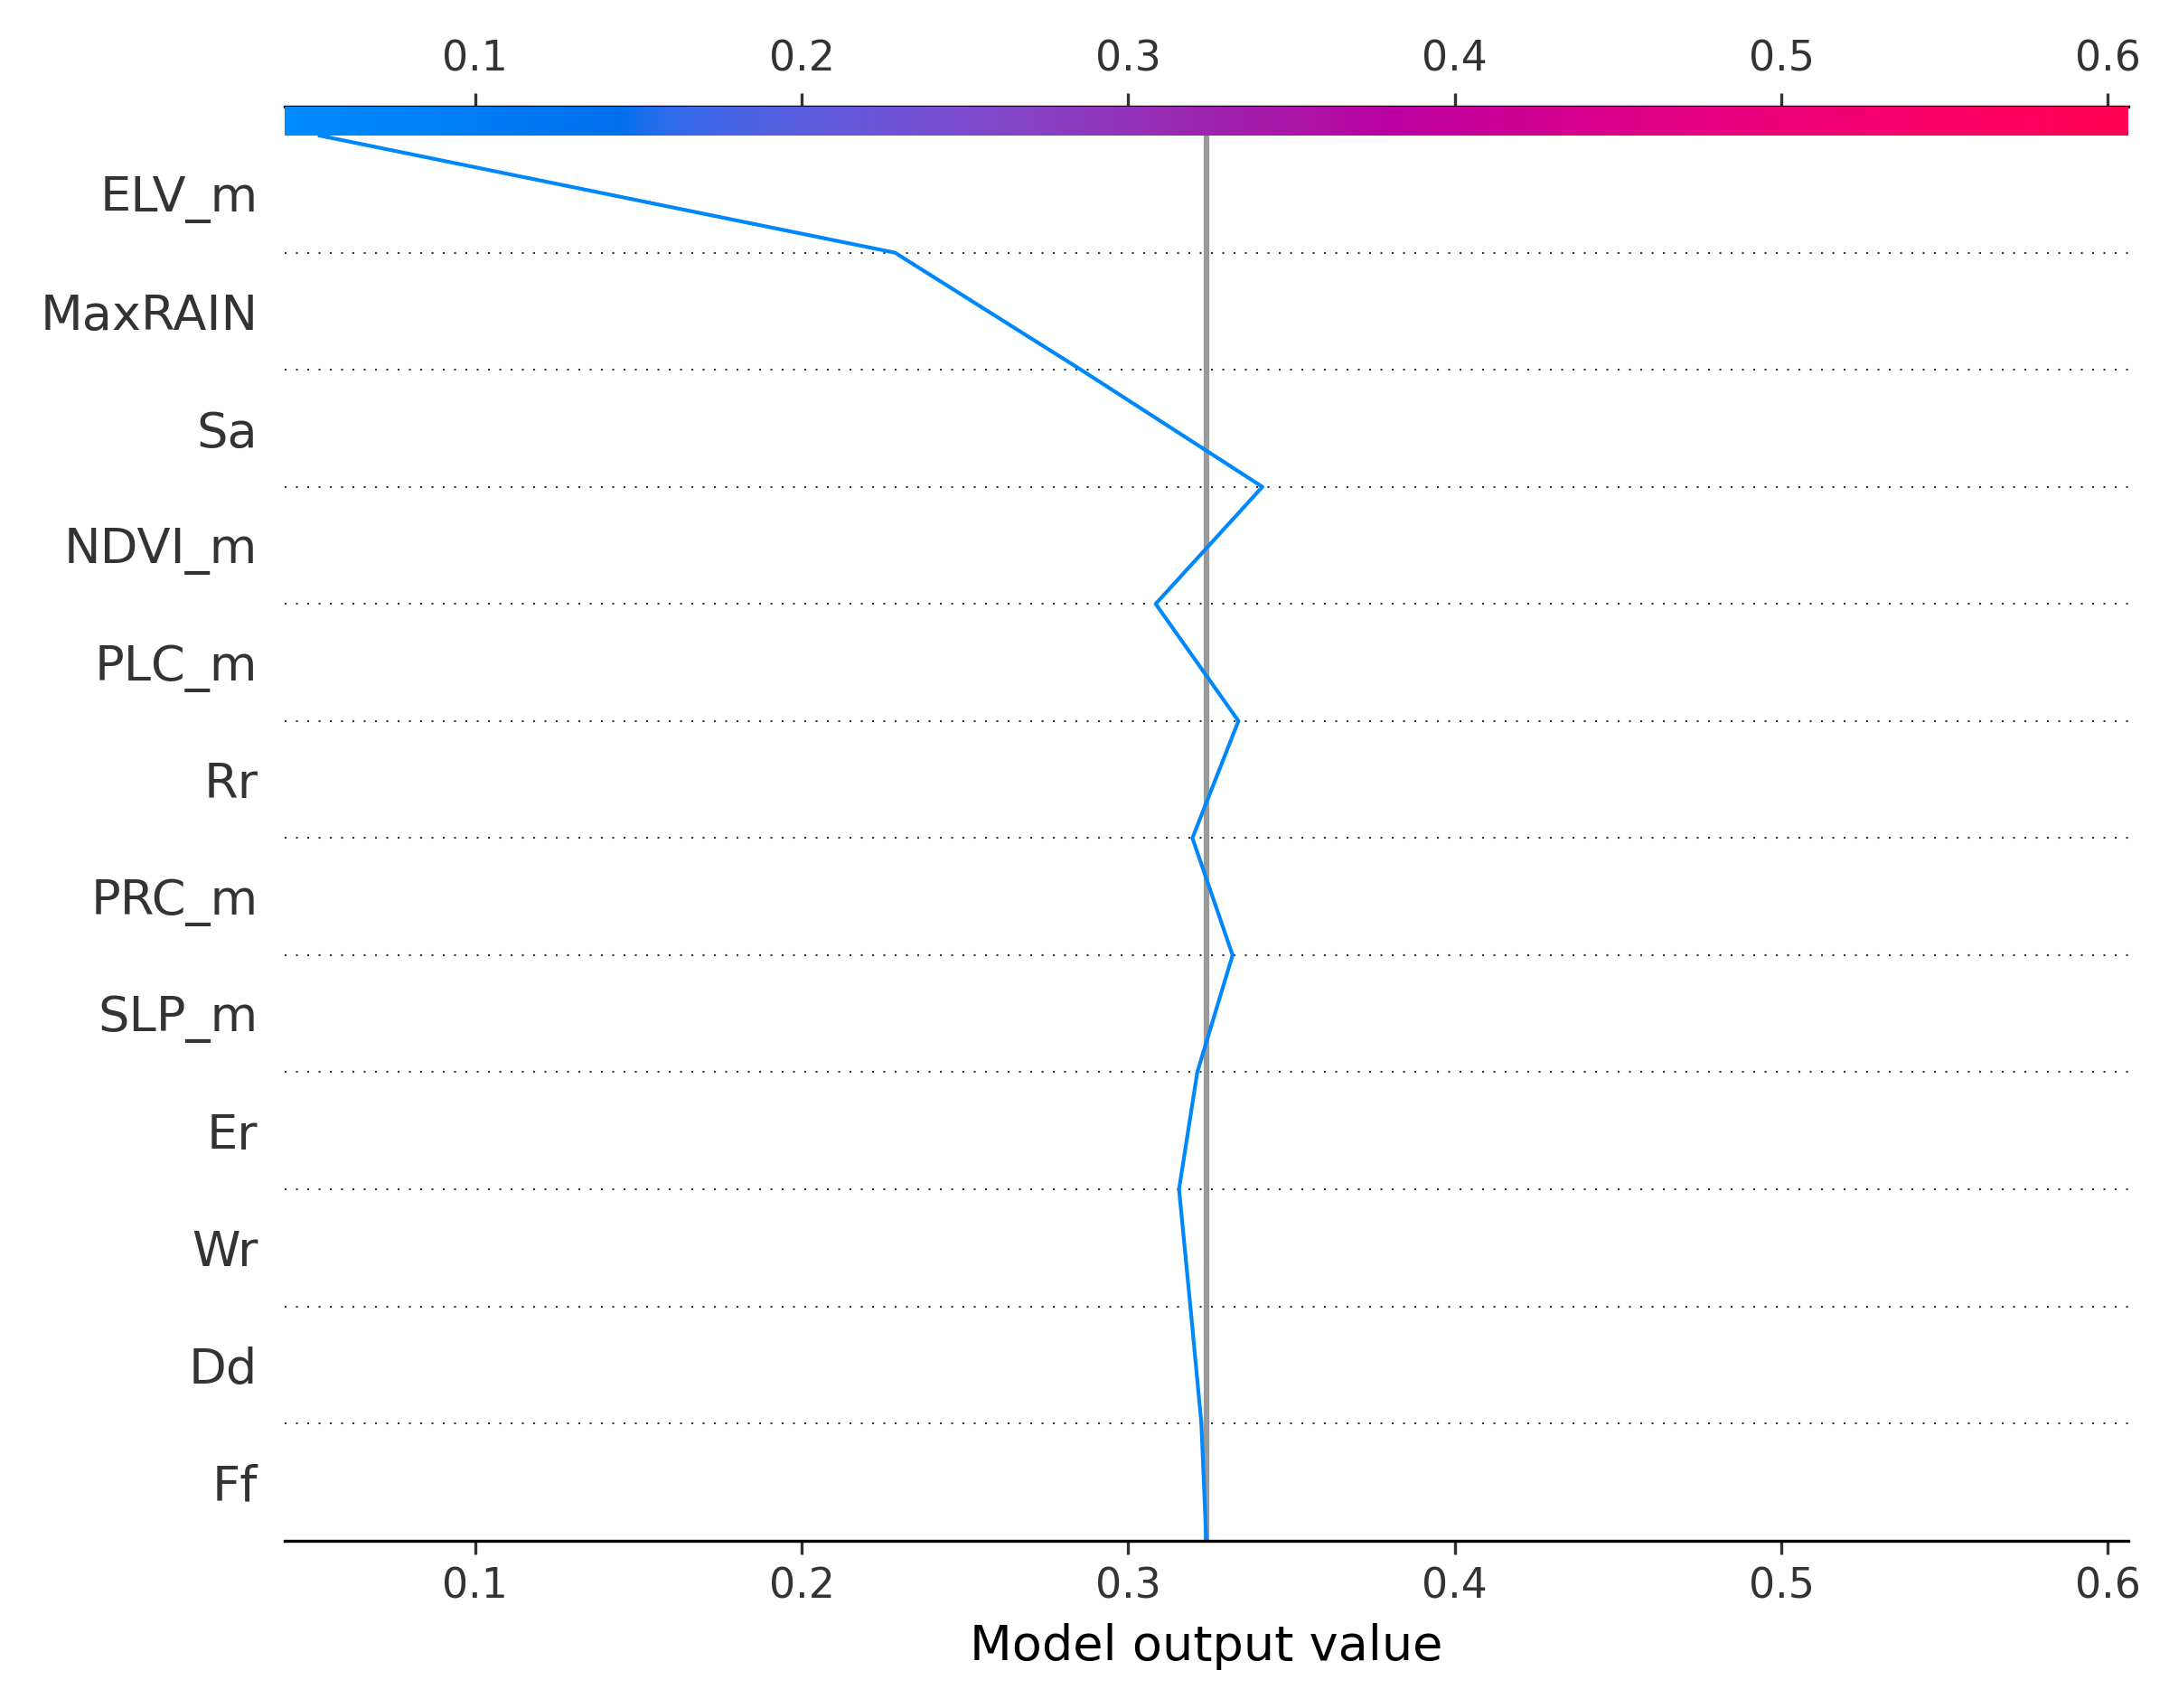 0.1 0.2 0.3 0.4 0.5 0.6
ELV_m
MaxRAIN
Sa
NDVI_m
PLC_m
Rr
PRC_m
SLP_m
Er
Wr
Dd
Ff
0.1 0.2 0.3 0.4 0.5 0.6
Model output value